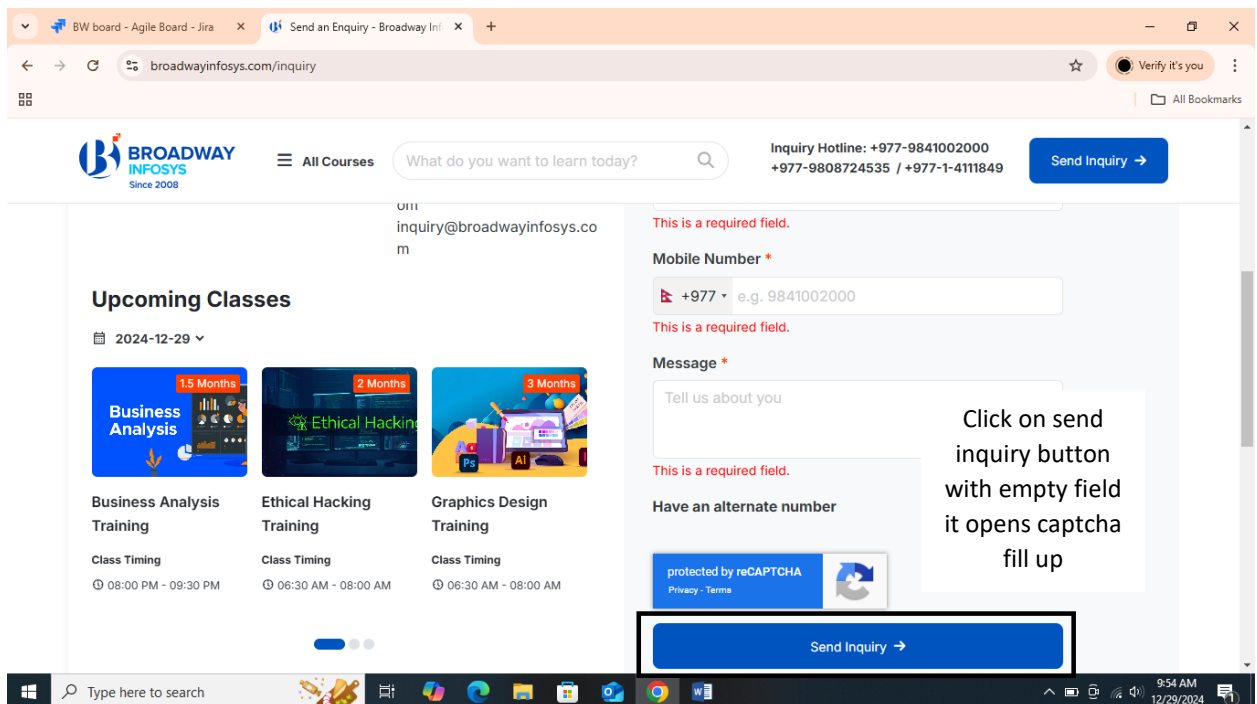 BW board - Agile Board - Jira
Send an Enquiry - Broadway Inf
broadwayinfosys.com/inquiry
Verify it's you
All Bookmarks
BROADWAY
INFOSYS
Since 2008
All Courses
What do you want to learn today?
Inquiry Hotline: +977-9841002000
+977-9808724535 / +977-1-4111849
Send Inquiry →
om
inquiry@broadwayinfosys.co
m
Upcoming Classes
2024-12-29
1.5 Months
Business
Analysis
Business Analysis
Training
Class Timing
08:00 PM - 09:30 PM
2 Months
Ethical Hacking
Ethical Hacking
Training
Class Timing
06:30 AM - 08:00 AM
3 Months
Ps
Ai
Graphics Design
Training
Class Timing
06:30 AM - 08:00 AM
This is a required field.
Mobile Number *
+977
e.g. 9841002000
This is a required field.
Message *
Tell us about you
This is a required field.
Have an alternate number
protected by reCAPTCHA
Privacy - Terms
Send Inquiry →
Click on send
inquiry button
with empty field
it opens captcha
fill up
Type here to search
9:54 AM
12/29/2024